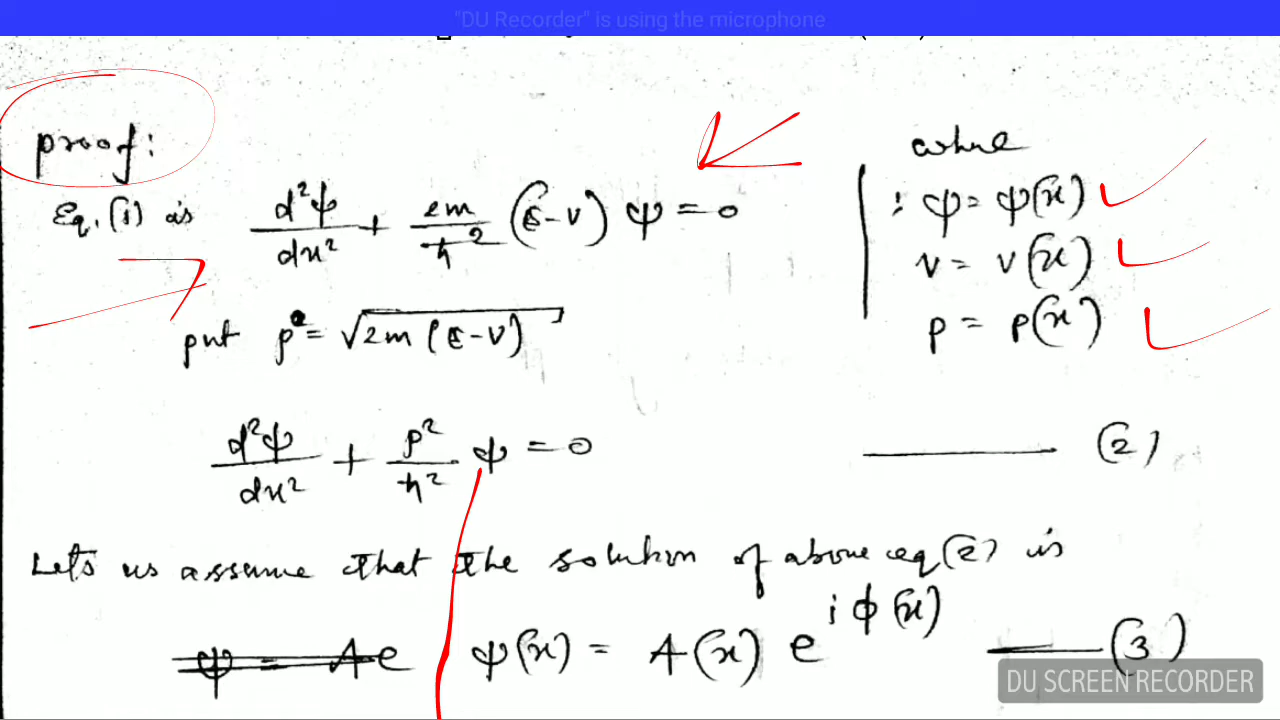 "DU Recorder" is using the microphone
proof:
where
Eq. (1) is d²ψ/dx² + 2m/ħ² (E-V) ψ = 0
: ψ = ψ(x)
V = V(x)
put p = √2m(E-V)
p = p(x)
d²ψ/dx² + p²/ħ² ψ = 0 (2)
Let's us assume that the solution of above eq (2) is
ψ = Ae ψ(x) = A(x) e^{iϕ(x)} (3)
DU SCREEN RECORDER